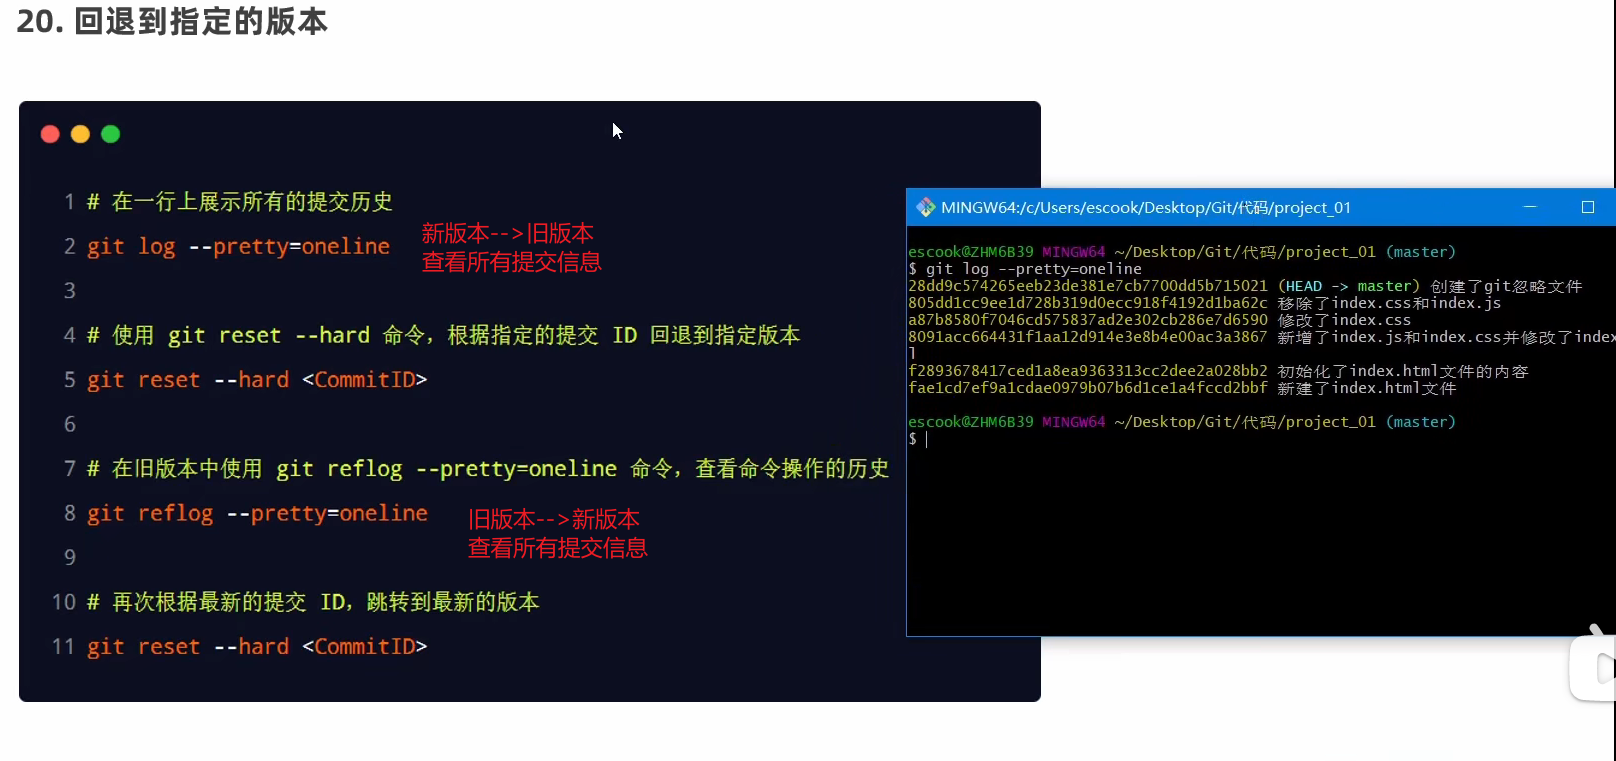 20. 回退到指定的版本
1 # 在一行上展示所有的提交历史
2 git log --pretty=oneline
新版本-->旧版本
查看所有提交信息
3
4 # 使用 git reset --hard 命令，根据指定的提交 ID 回退到指定版本
5 git reset --hard <CommitID>
6
7 # 在旧版本中使用 git reflog --pretty=oneline 命令，查看命令操作的历史
8 git reflog --pretty=oneline
旧版本-->新版本
查看所有提交信息
9
10 # 再次根据最新的提交 ID，跳转到最新的版本
11 git reset --hard <CommitID>
MINGW64:/c/Users/escook/Desktop/Git/代码/project_01
escook@ZHM6B39 MINGW64 ~/Desktop/Git/代码/project_01 (master)
$ git log --pretty=oneline
28dd9c574265eeb23de381e7cb7700dd5b715021 (HEAD -> master) 创建了git忽略文件
805dd1cc9ee1d728b319d0ecc918f4192d1ba62c 移除了index.css和index.js
a87b8580f7046cd575837ad2e302cb286e7d6590 修改了index.css
8091acc664431f1aa12d914e3e8b4e00ac3a3867 新增了index.js和index.css并修改了index
l
f2893678417ced1a8ea9363313cc2dee2a028bb2 初始化了index.html文件的内容
fae1cd7ef9a1cdae0979b07b6d1ce1a4fccd2bbf 新建了index.html文件
escook@ZHM6B39 MINGW64 ~/Desktop/Git/代码/project_01 (master)
$